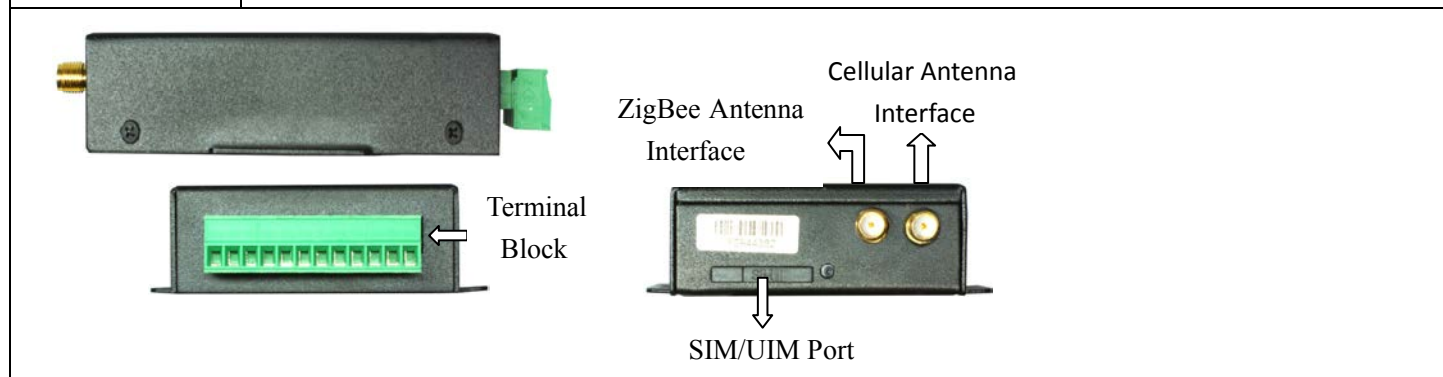 ZigBee Antenna
Interface
Cellular Antenna
Interface
Terminal
Block
SIM/UIM Port